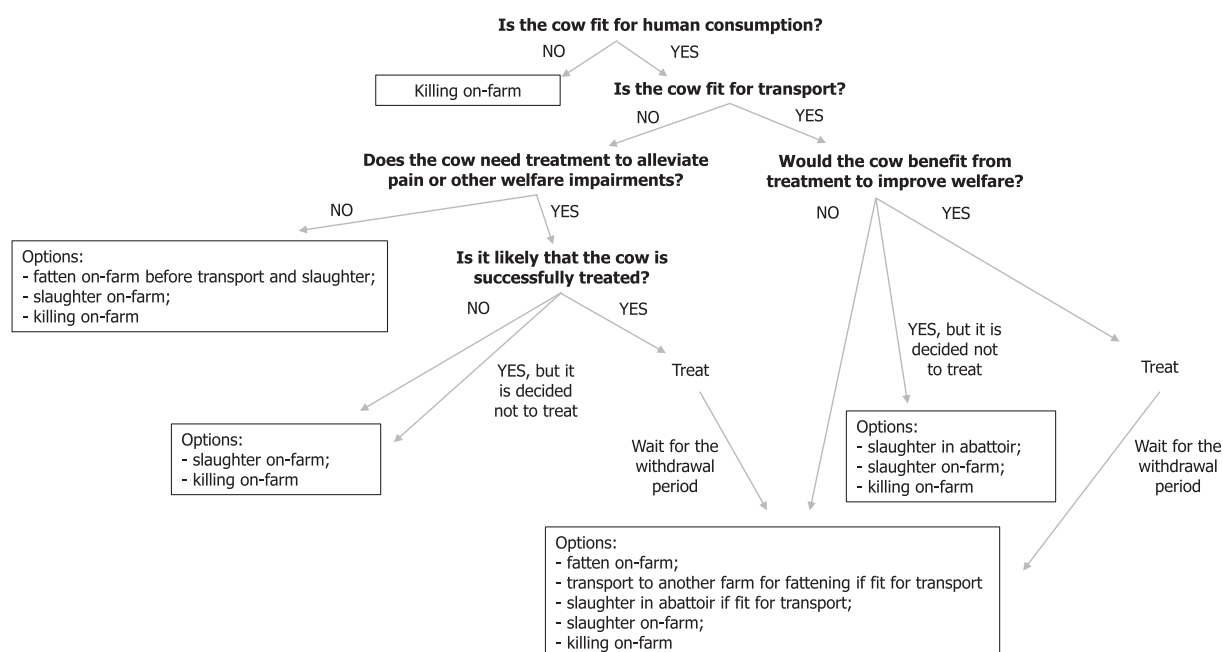 Is the cow fit for human consumption?
NO
YES
Killing on-farm
Is the cow fit for transport?
NO
YES
Does the cow need treatment to alleviate
pain or other welfare impairments?
Would the cow benefit from
treatment to improve welfare?
NO
YES
NO
YES
Options:
- fatten on-farm before transport and slaughter;
- slaughter on-farm;
- killing on-farm
Is it likely that the cow is
successfully treated?
NO
YES
YES, but it
is decided
not to treat
Treat
YES, but it is
decided not
to treat
Treat
Options:
- slaughter on-farm;
- killing on-farm
Wait for the
withdrawal
period
Options:
- slaughter in abattoir;
- slaughter on-farm;
- killing on-farm
Wait for the
withdrawal
period
Options:
- fatten on-farm;
- transport to another farm for fattening if fit for transport
- slaughter in abattoir if fit for transport;
- slaughter on-farm;
- killing on-farm